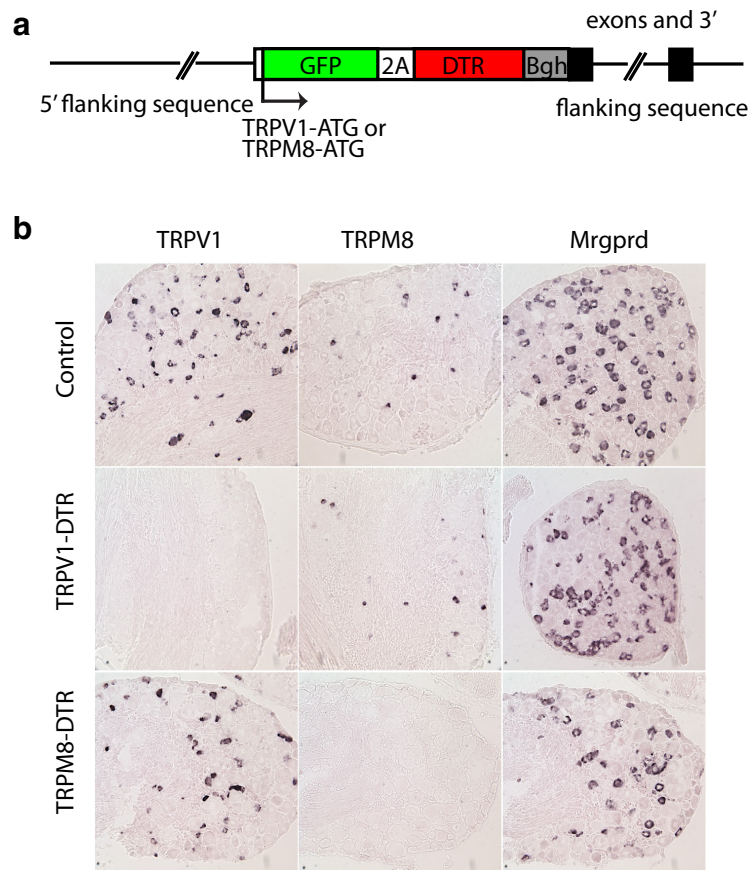 a
exons and 3’
GFP 2A DTR Bgh
5’ flanking sequence
flanking sequence
TRPV1-ATG or
TRPM8-ATG
b
TRPV1 TRPM8 Mrgprd
Control
TRPV1-DTR
TRPM8-DTR